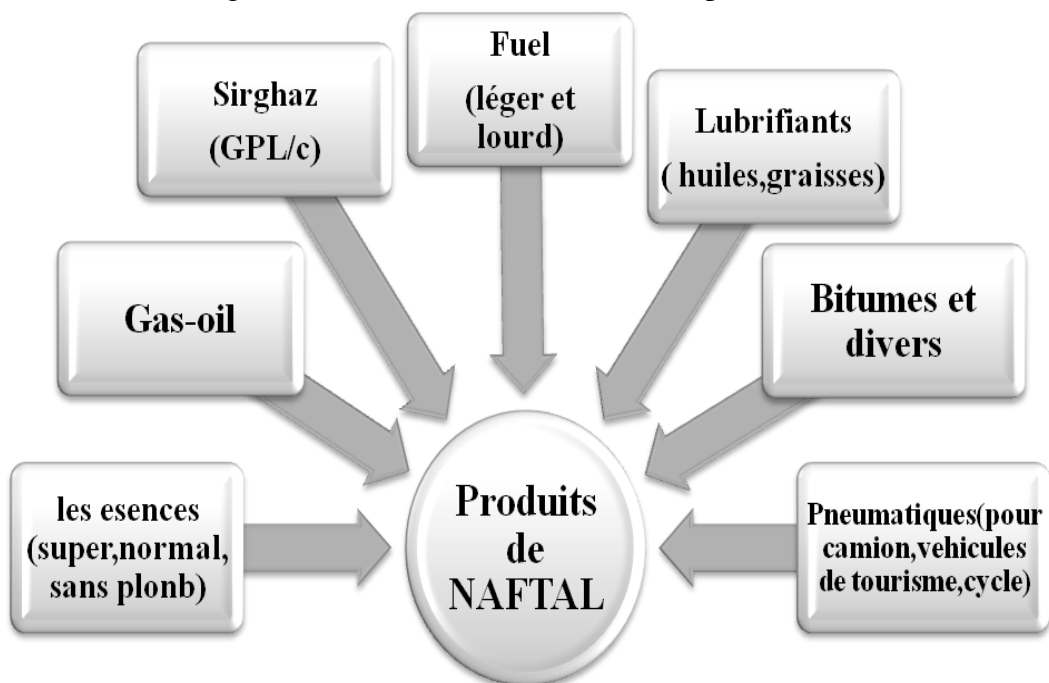 Fuel
(léger et
lourd)
Sirghaz
(GPL/c)
Lubrifiants
( huiles,graisses)
Gas-oil
Bitumes et
divers
les esences
(super,normal,
sans plonb)
Produits
de
NAFTAL
Pneumatiques(pour
camion,vehicules
de tourisme,cycle)